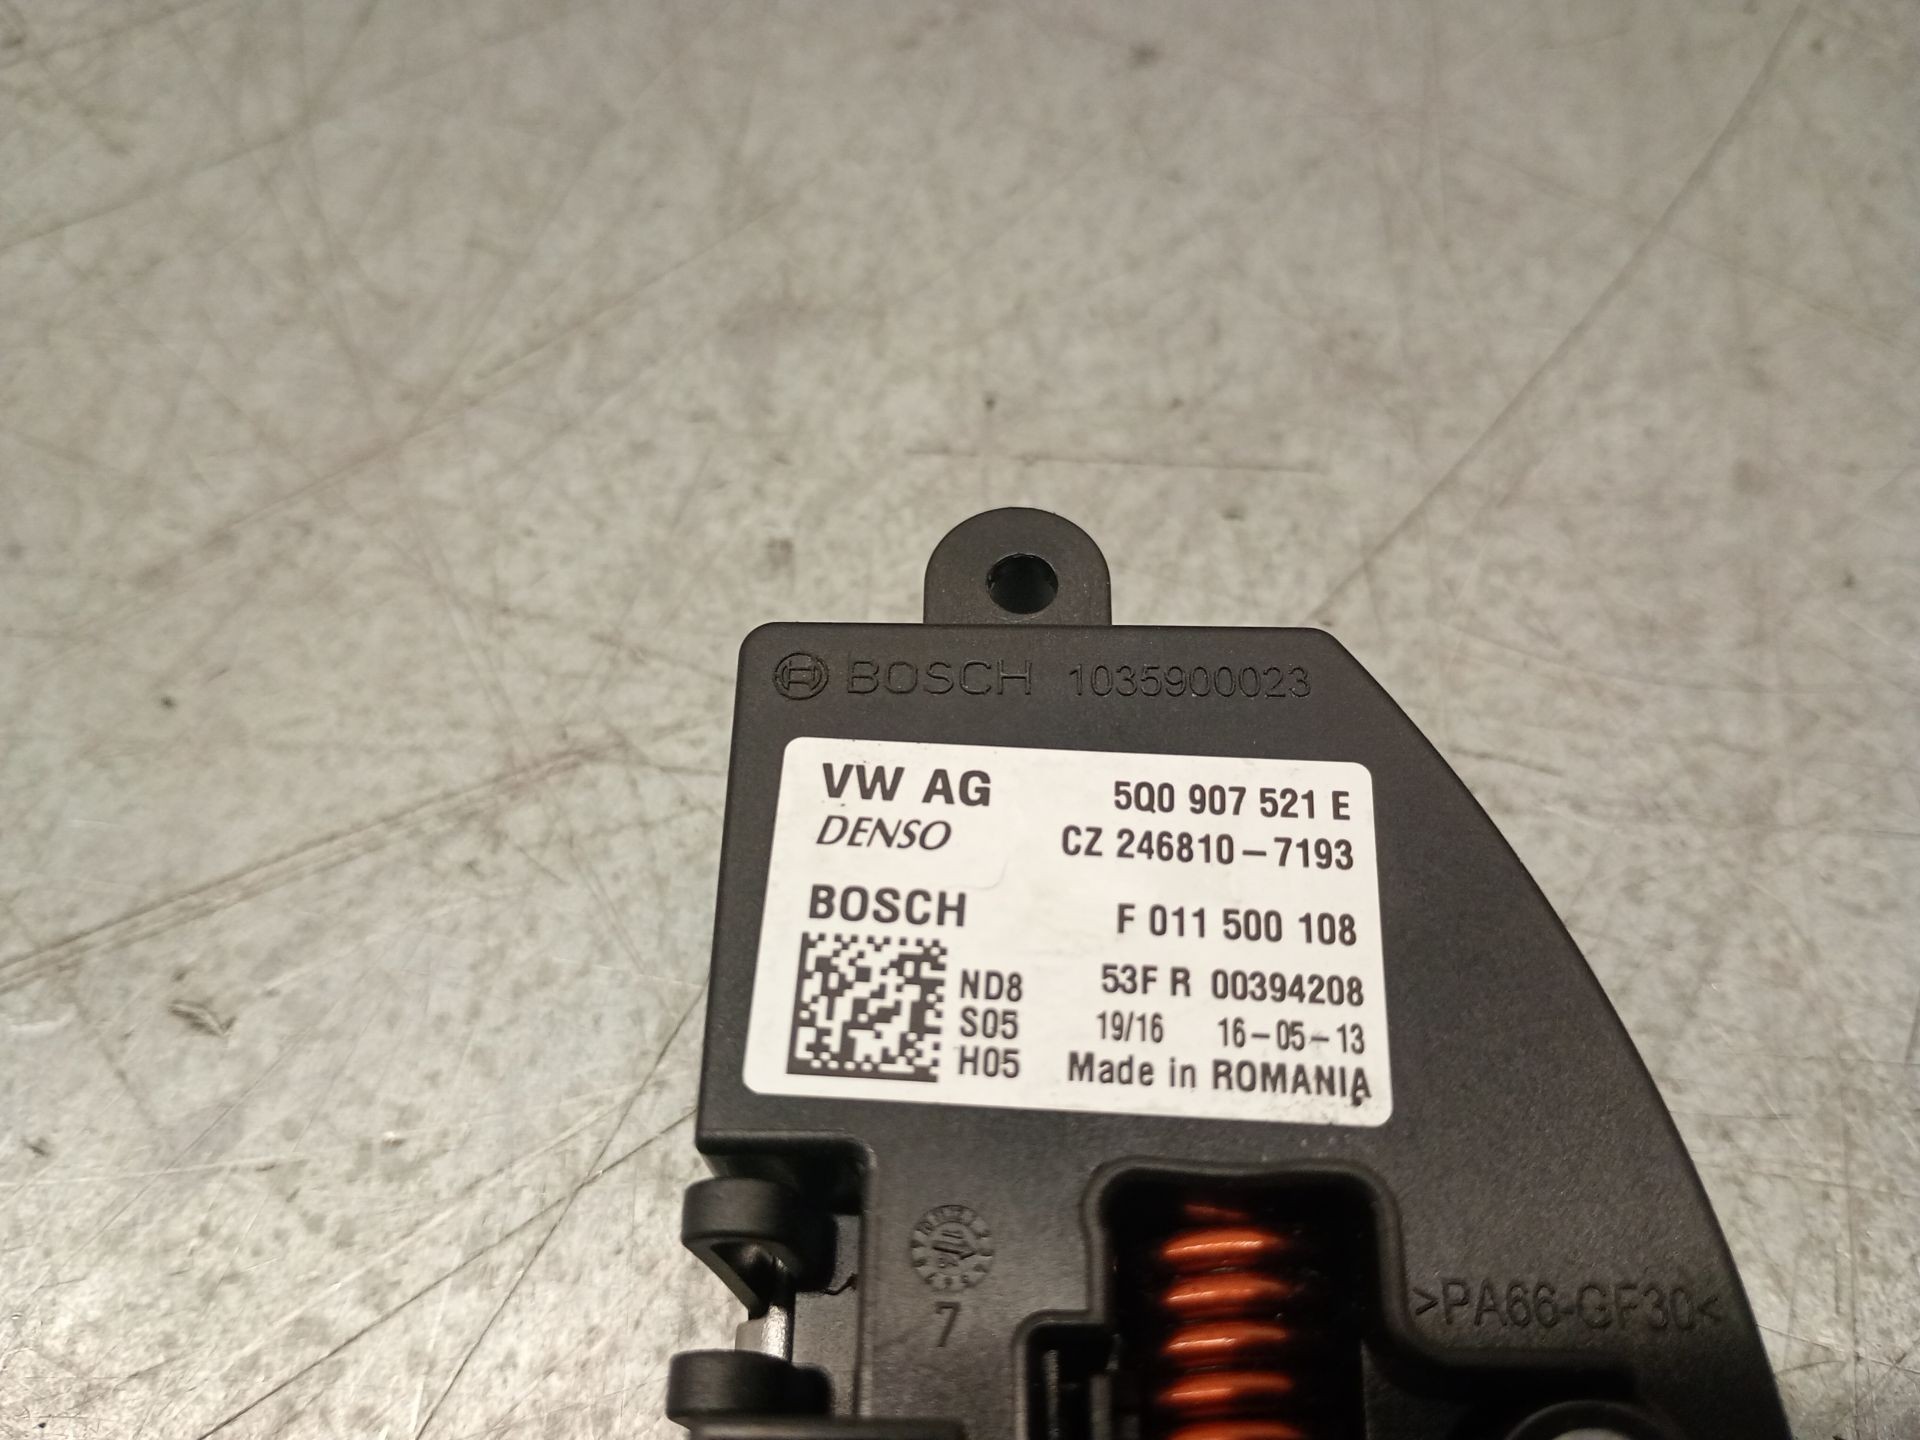 BOSCH 1035900023
VW AG 5Q0 907 521 E
DENSO CZ 246810-7193
BOSCH F 011 500 108
ND8 53F R 00394208
S05 19/16 16-05-13
H05 Made in ROMANIA
7
>PA66-GF30<